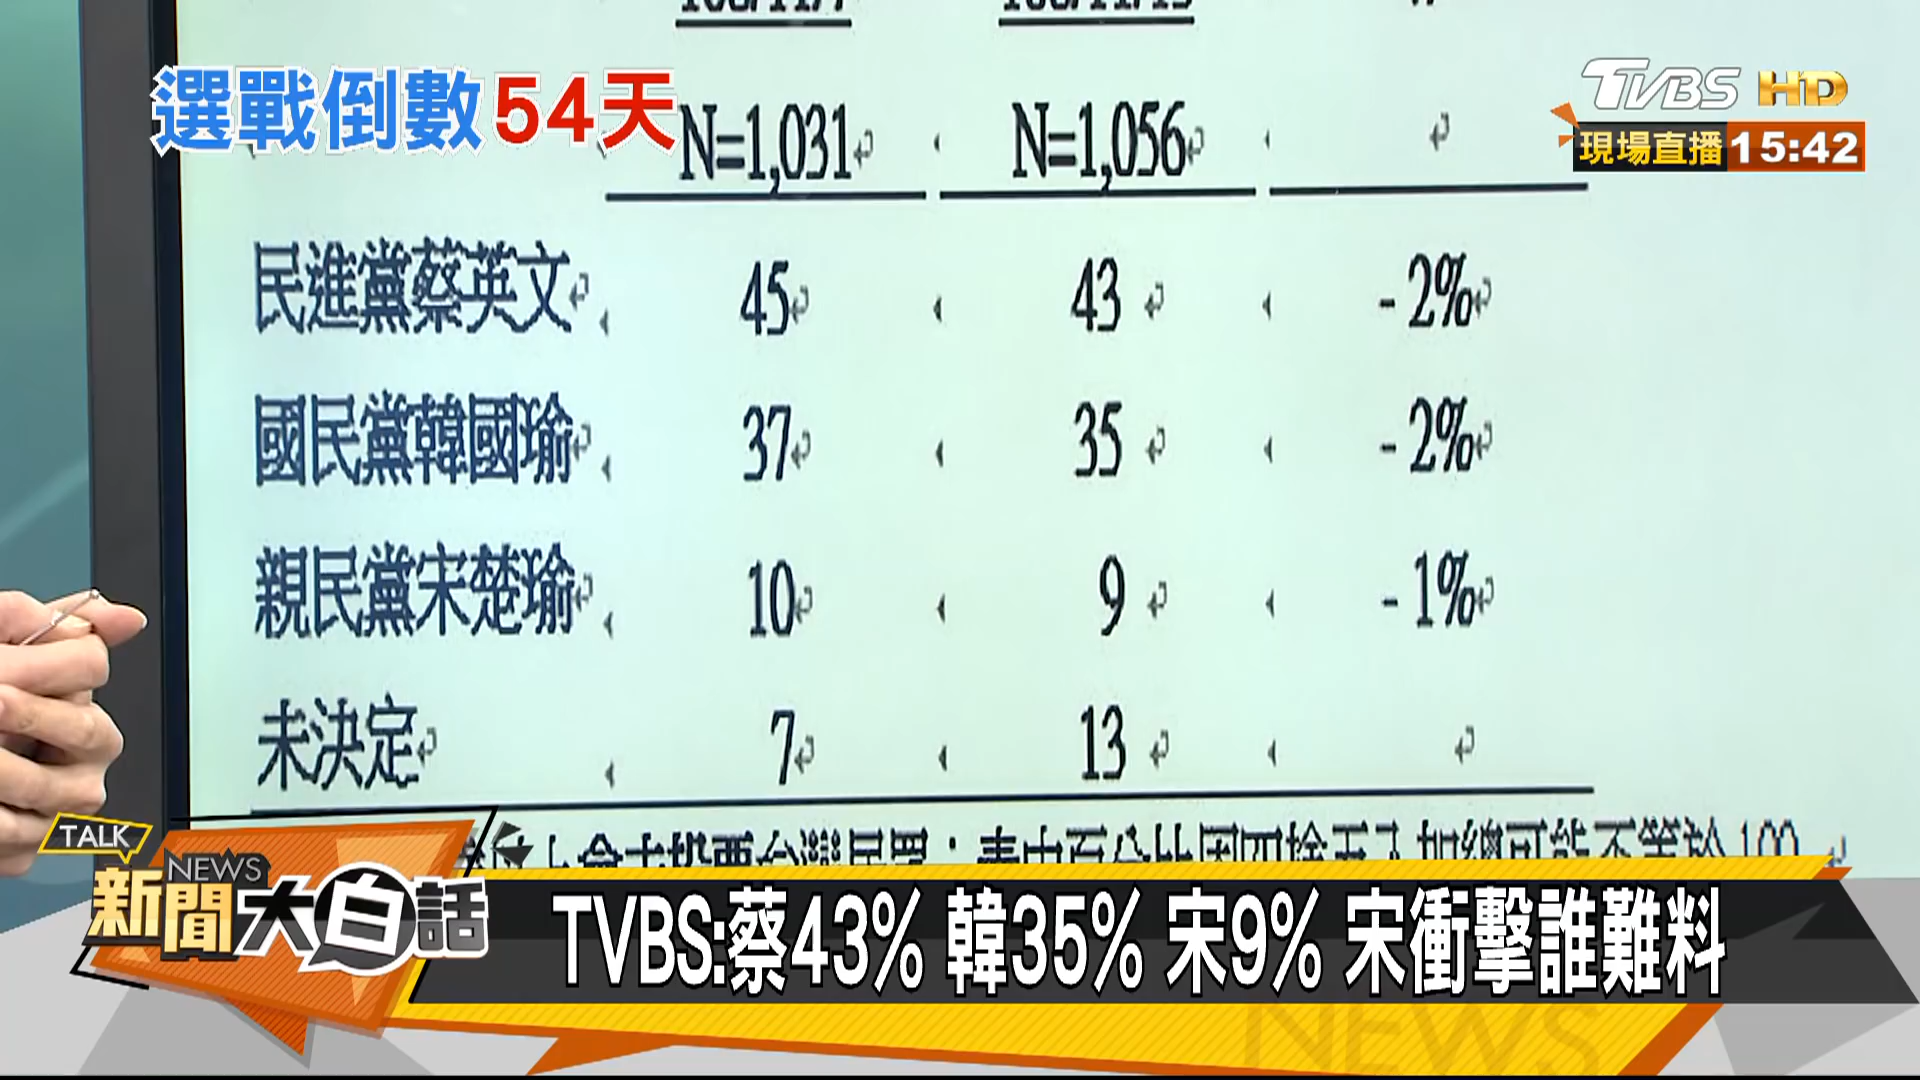 選戰倒數54天
TVBS HD
現場直播 15:42
N=1,031 N=1,056
民進黨蔡英文 45 43 -2%
國民黨韓國瑜 37 35 -2%
親民黨宋楚瑜 10 9 -1%
未決定 7 13
TALK
NEWS
新聞大白話
TVBS:蔡43% 韓35% 宋9% 宋衝擊誰難料
NEWS